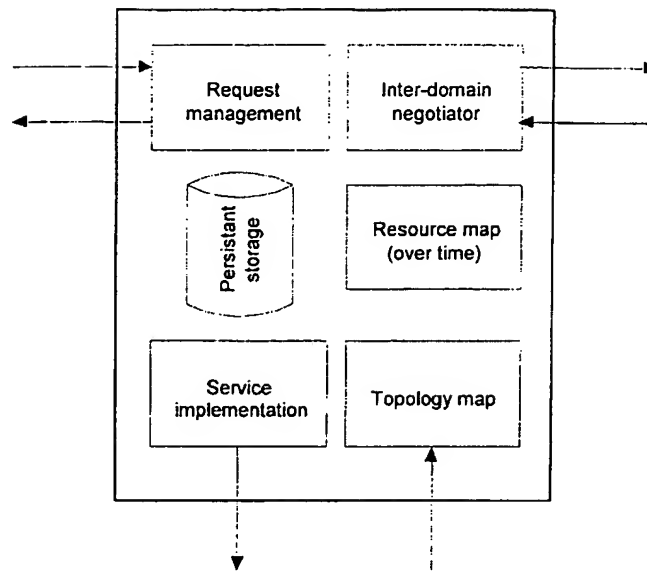 Request
management
Inter-domain
negotiator
Persistant
storage
Resource map
(over time)
Service
implementation
Topology map